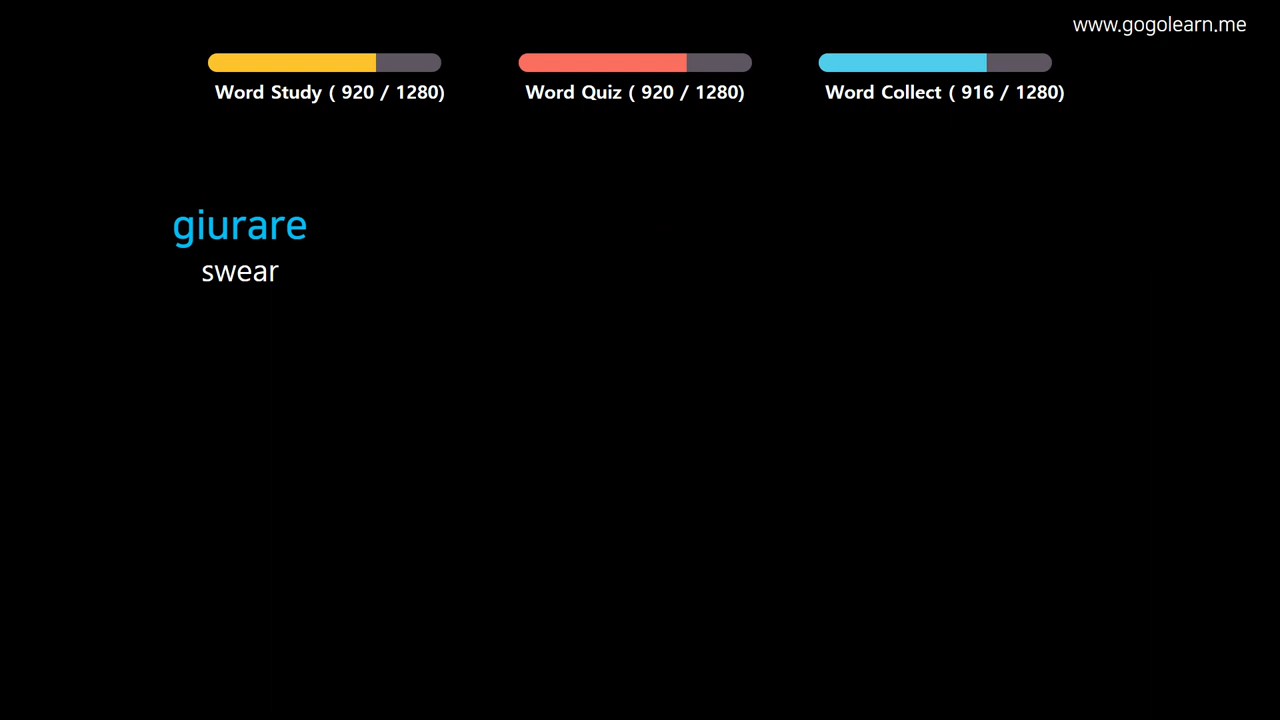 www.gogolearn.me
Word Study ( 920 / 1280)
Word Quiz ( 920 / 1280)
Word Collect ( 916 / 1280)
giurare
swear